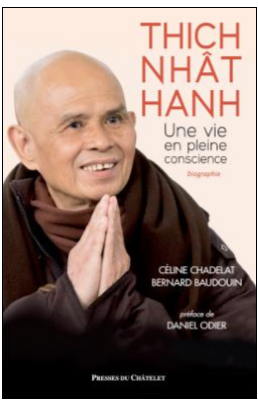 THICH
NHÂT
HANH
Une vie
en pleine
conscience
biographie
CÉLINE CHADELAT
BERNARD BAUDOUIN
préface de
DANIEL ODIER
PRESSES DU CHÂTELET